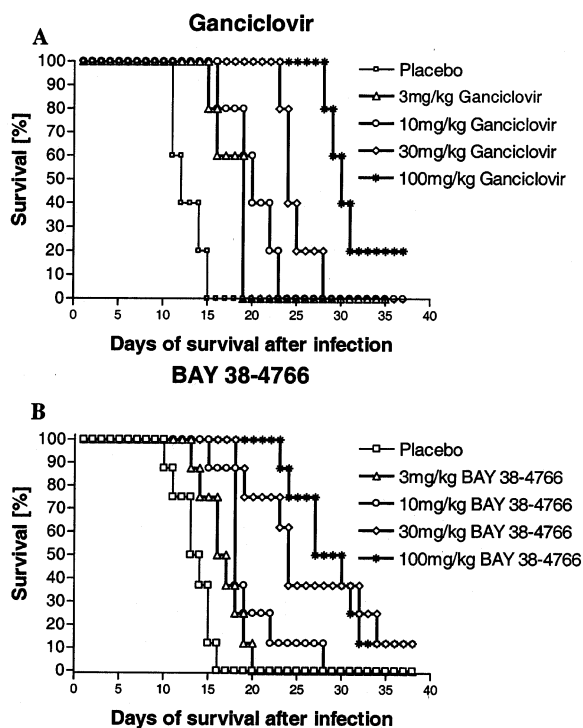 Ganciclovir
A
Survival [%]
100
90
80
70
60
50
40
30
20
10
0
0 5 10 15 20 25 30 35 40
Placebo
3mg/kg Ganciclovir
10mg/kg Ganciclovir
30mg/kg Ganciclovir
100mg/kg Ganciclovir
Days of survival after infection
BAY 38-4766
B
Survival [%]
100
90
80
70
60
50
40
30
20
10
0
0 5 10 15 20 25 30 35 40
Placebo
3mg/kg BAY 38-4766
10mg/kg BAY 38-4766
30mg/kg BAY 38-4766
100mg/kg BAY 38-4766
Days of survival after infection